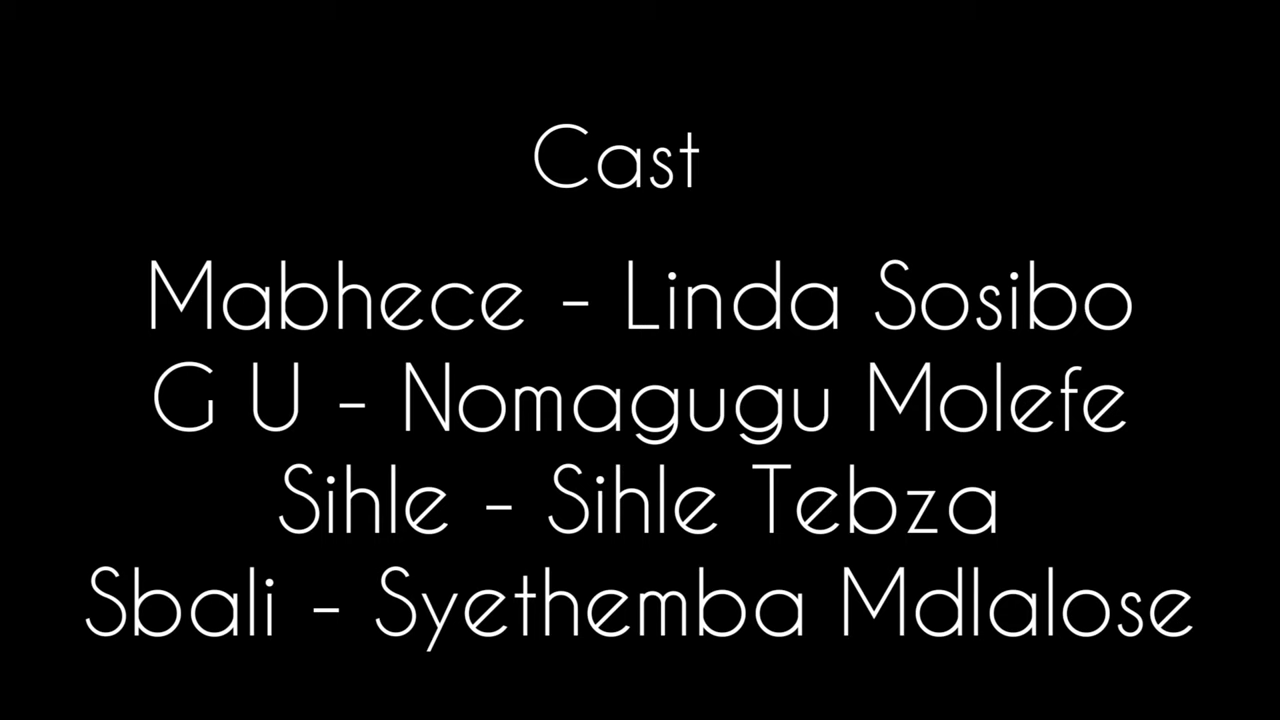 Cast
Mabhece - Linda Sosibo
G U - Nomagugu Molefe
Sihle - Sihle Tebza
Sbali - Syethemba Mdlalose